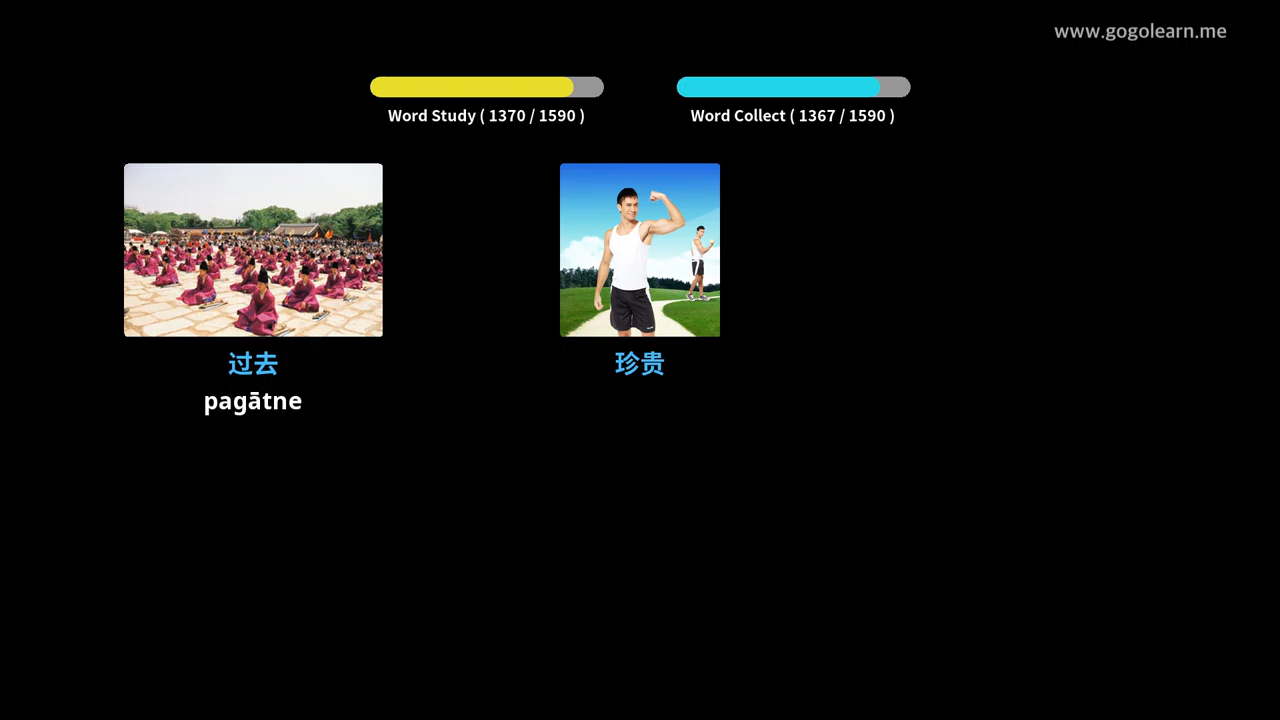 www.gogolearn.me
Word Study ( 1370 / 1590 )
Word Collect ( 1367 / 1590 )
过去
pagātne
珍贵